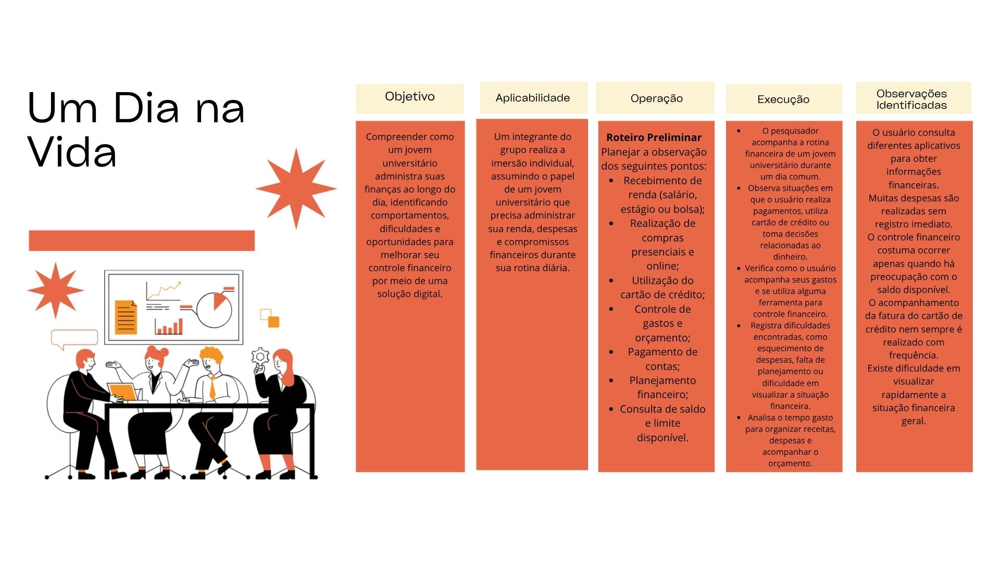 Um Dia na
Vida
Objetivo
Compreender como
um jovem
universitário
administra suas
finanças ao longo do
dia, identificando
comportamentos,
dificuldades e
oportunidades para
melhorar seu
controle financeiro
por meio de uma
solução digital.
Aplicabilidade
Um integrante do
grupo realiza a
imersão individual,
assumindo o papel
de um jovem
universitário que
precisa administrar
sua renda, despesas
e compromissos
financeiros durante
sua rotina diária.
Operação
Roteiro Preliminar
Planejar a observação
dos seguintes pontos:
• Recebimento de
renda (salário,
estágio ou bolsa);
• Realização de
compras
presenciais e
online;
• Utilização do
cartão de crédito;
• Controle de
gastos e
orçamento;
• Pagamento de
contas;
• Planejamento
financeiro;
• Consulta de saldo
e limite
disponível.
Execução
• O pesquisador
acompanha a rotina
financeira de um jovem
universitário durante
um dia comum.
• Observa situações em
que o usuário realiza
pagamentos, utiliza
cartão de crédito ou
toma decisões
relacionadas ao
dinheiro.
• Verifica como o usuário
acompanha seus gastos
e se utiliza alguma
ferramenta para
controle financeiro.
• Registra dificuldades
encontradas, como
esquecimento de
despesas, falta de
planejamento ou
dificuldade em
visualizar a situação
financeira.
• Analisa o tempo gasto
para organizar receitas,
despesas e
acompanhar o
orçamento.
Observações
Identificadas
O usuário consulta
diferentes aplicativos
para obter
informações
financeiras.
Muitas despesas são
realizadas sem
registro imediato.
O controle financeiro
costuma ocorrer
apenas quando há
preocupação com o
saldo disponível.
O acompanhamento
da fatura do cartão de
crédito nem sempre é
realizado com
frequência.
Existe dificuldade em
visualizar
rapidamente a
situação financeira
geral.